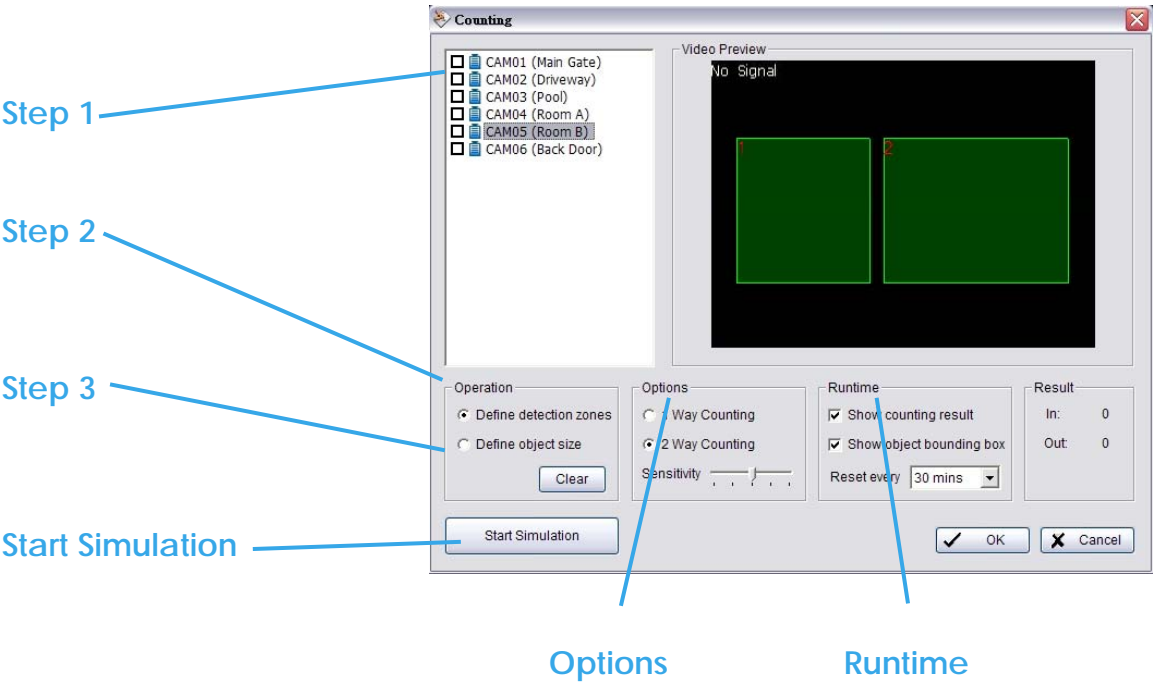 Counting
CAM01 (Main Gate)
CAM02 (Driveway)
CAM03 (Pool)
CAM04 (Room A)
CAM05 (Room B)
CAM06 (Back Door)
Video Preview
No Signal
1
2
Step 1
Step 2
Step 3
Operation
Define detection zones
Define object size
Clear
Options
1 Way Counting
2 Way Counting
Sensitivity
Runtime
Show counting result
Show object bounding box
Reset every 30 mins
Result
In: 0
Out: 0
Start Simulation
Start Simulation
OK
Cancel
Options
Runtime